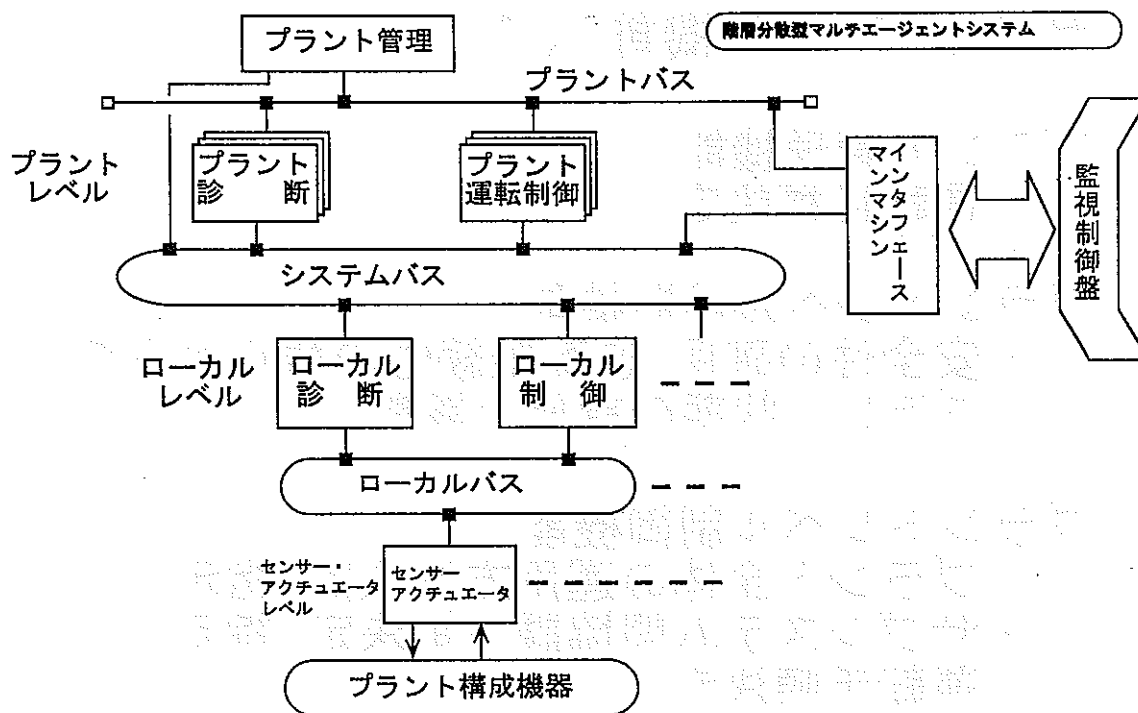 階層分散型マルチエージェントシステム
プラント管理
プラントバス
プラント
レベル
プラント
診 断
プラント
運転制御
マンマシン
インタフェース
監視制御盤
システムバス
ローカル
レベル
ローカル
診 断
ローカル
制 御
ローカルバス
センサー・
アクチュエータ
レベル
センサー
アクチュエータ
プラント構成機器